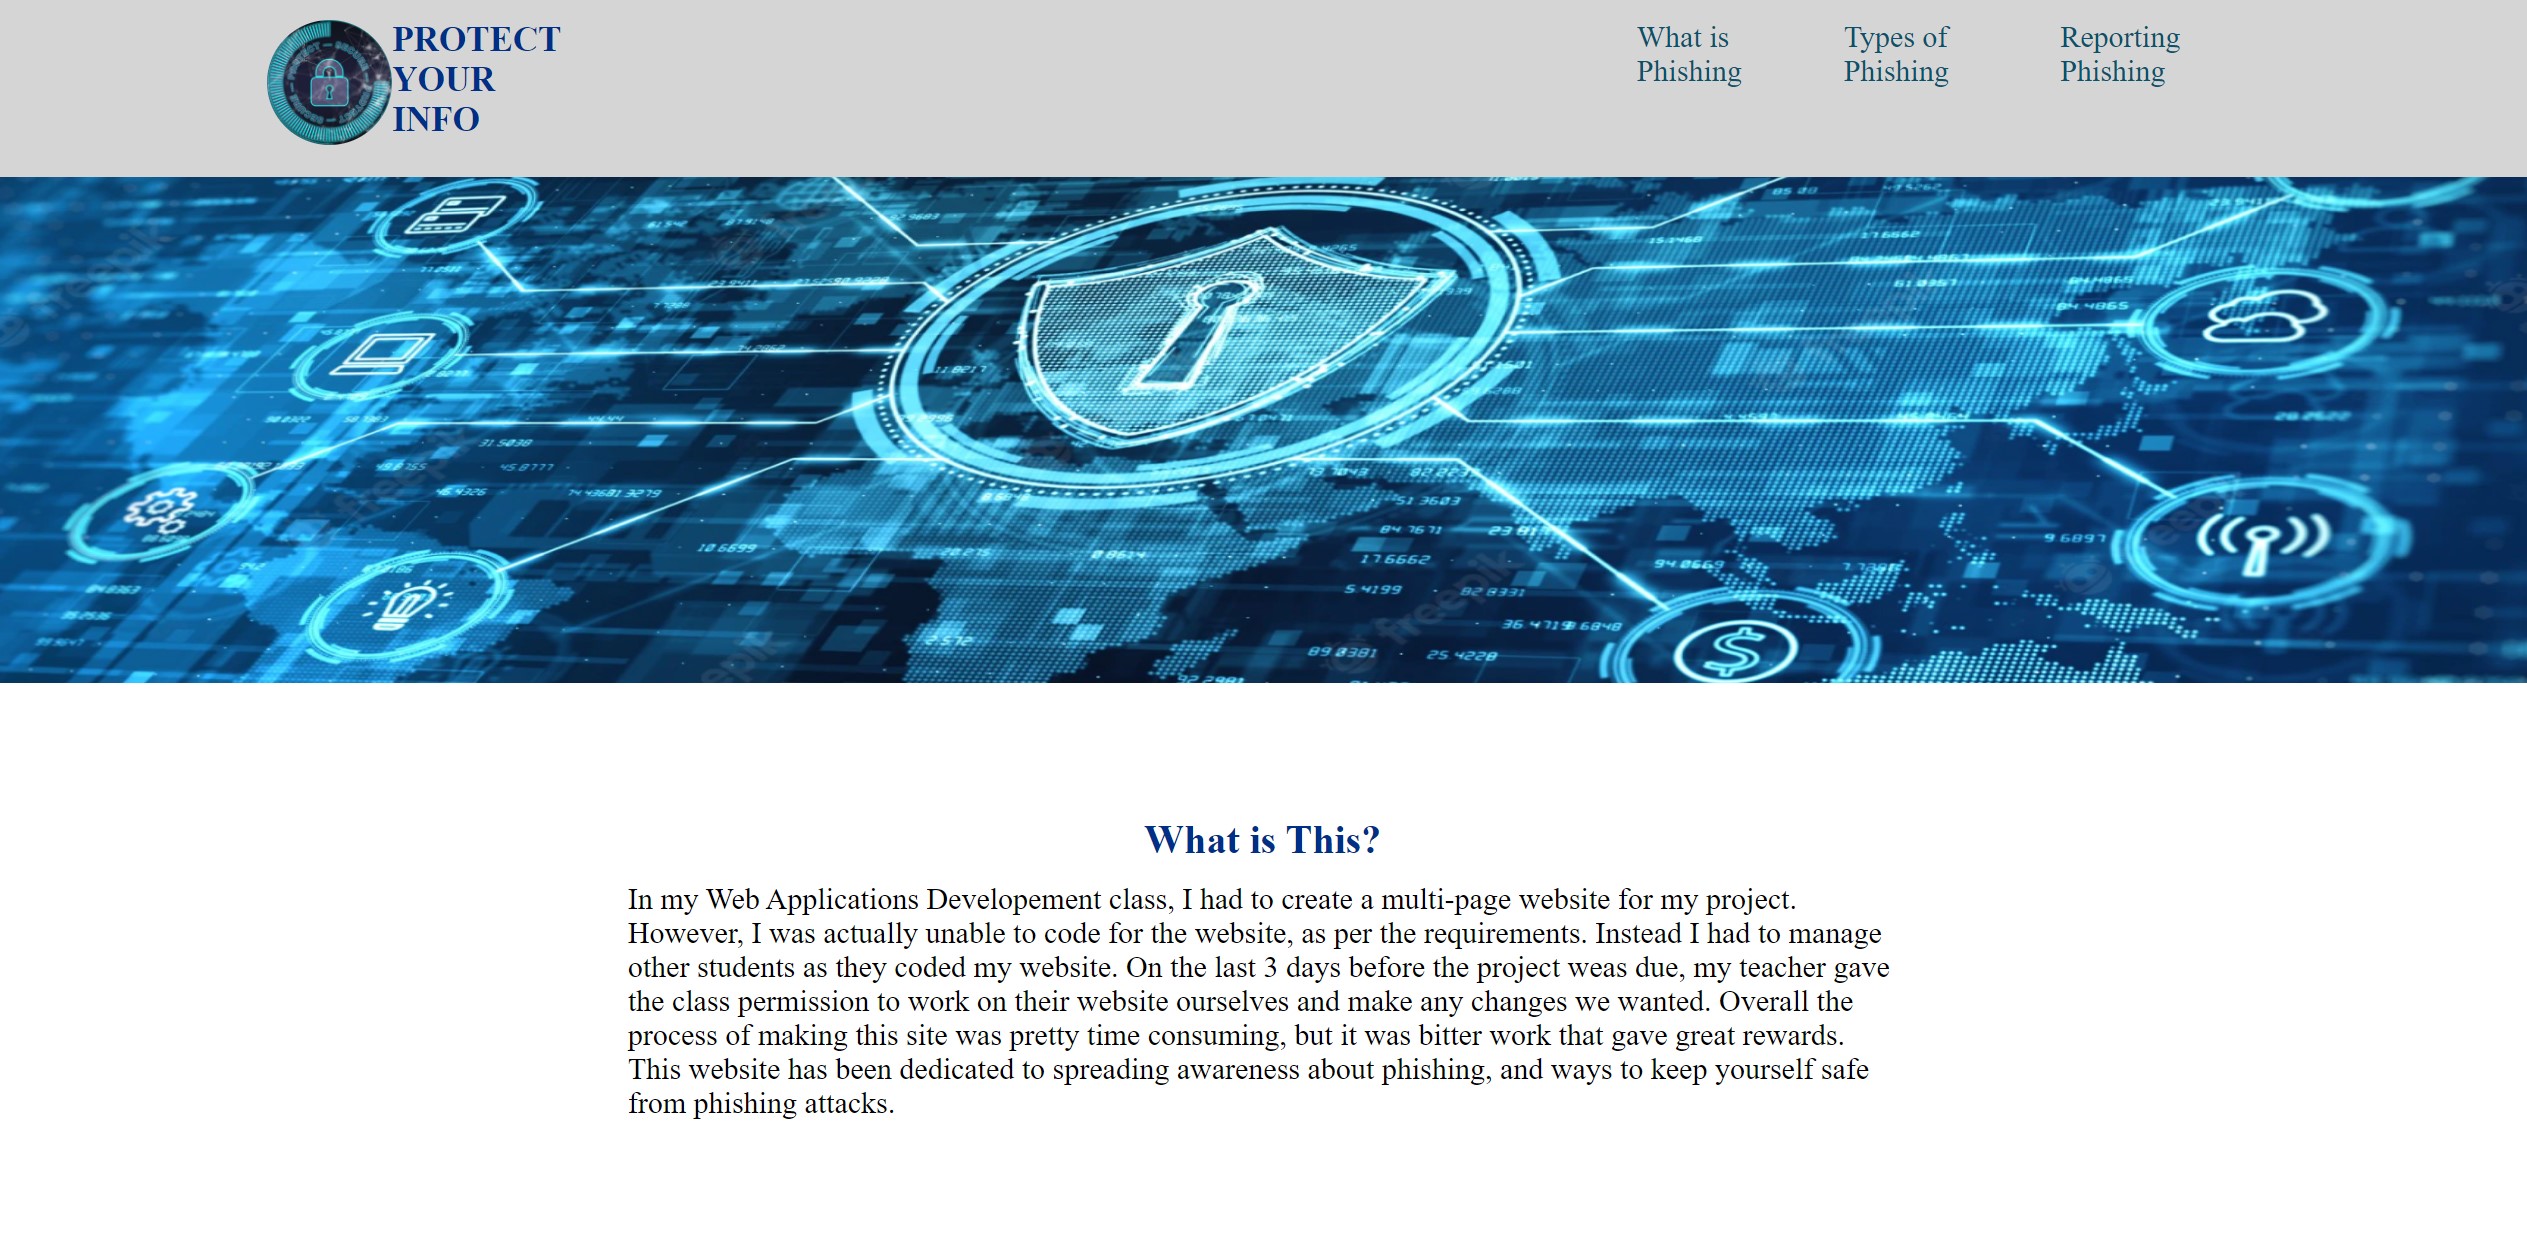 PROTECT
YOUR
INFO
What is
Phishing
Types of
Phishing
Reporting
Phishing
What is This?
In my Web Applications Developement class, I had to create a multi-page website for my project.
However, I was actually unable to code for the website, as per the requirements. Instead I had to manage
other students as they coded my website. On the last 3 days before the project weas due, my teacher gave
the class permission to work on their website ourselves and make any changes we wanted. Overall the
process of making this site was pretty time consuming, but it was bitter work that gave great rewards.
This website has been dedicated to spreading awareness about phishing, and ways to keep yourself safe
from phishing attacks.